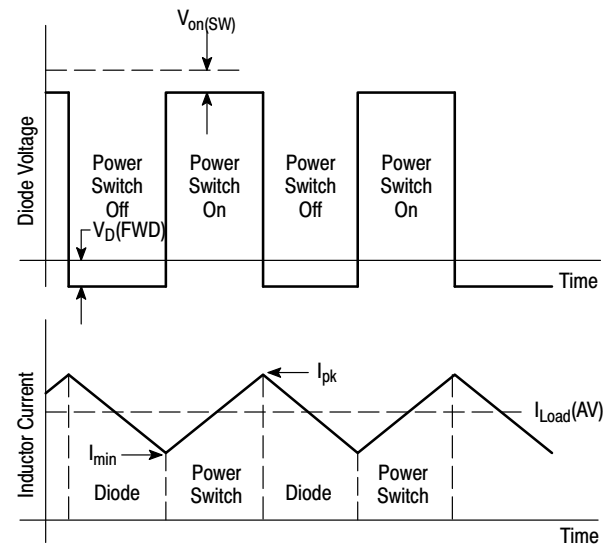 Von(SW)
Diode Voltage
Power
Switch
Off
Power
Switch
On
Power
Switch
Off
Power
Switch
On
VD(FWD)
Time
Inductor Current
Ipk
ILoad(AV)
Imin
Diode
Power
Switch
Diode
Power
Switch
Time